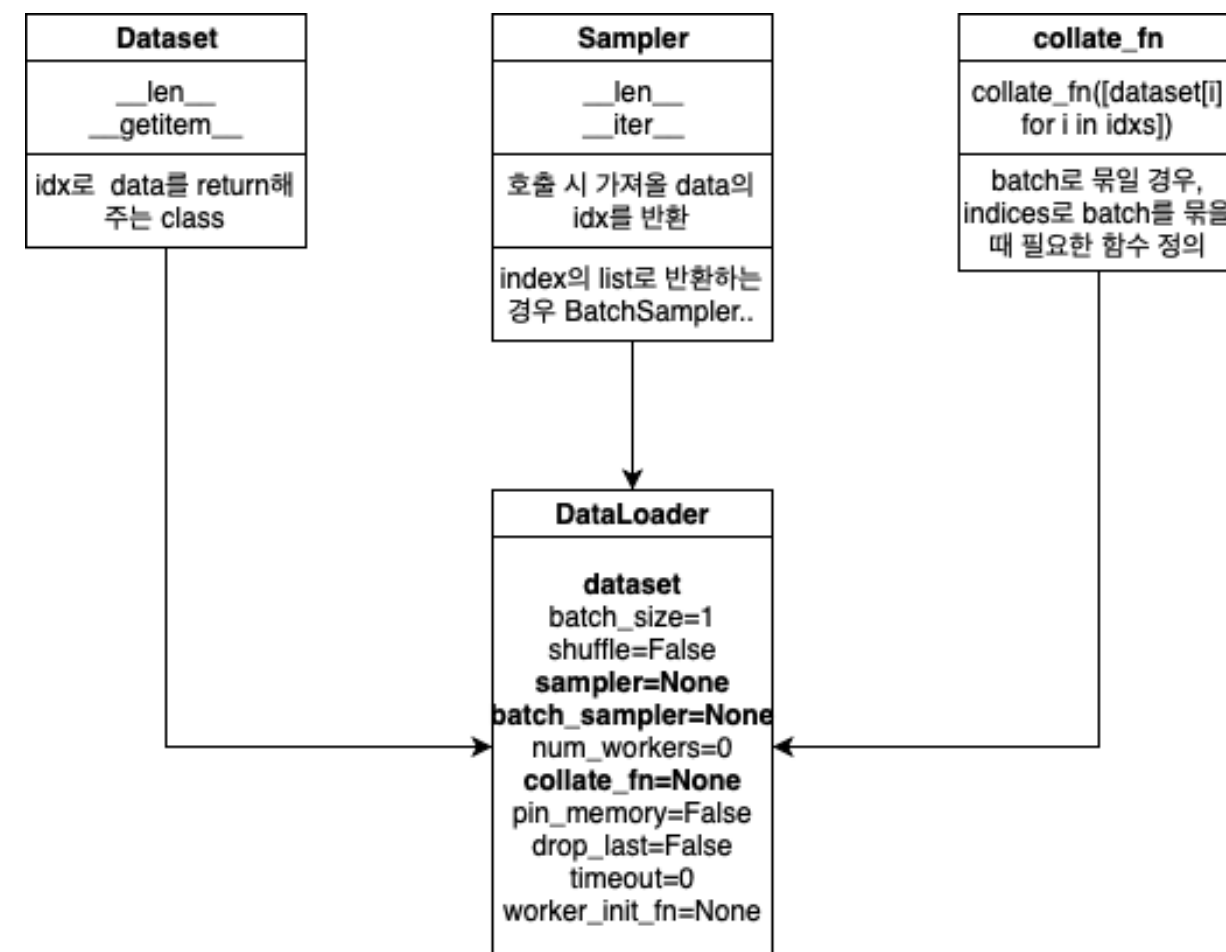 Dataset
__len__
__getitem__
idx로 data를 return해
주는 class
Sampler
__len__
__iter__
호출 시 가져올 data의
idx를 반환
index의 list로 반환하는
경우 BatchSampler..
collate_fn
collate_fn([dataset[i]
for i in idxs])
batch로 묶일 경우,
indices로 batch를 묶을
때 필요한 함수 정의
DataLoader
dataset
batch_size=1
shuffle=False
sampler=None
batch_sampler=None
num_workers=0
collate_fn=None
pin_memory=False
drop_last=False
timeout=0
worker_init_fn=None